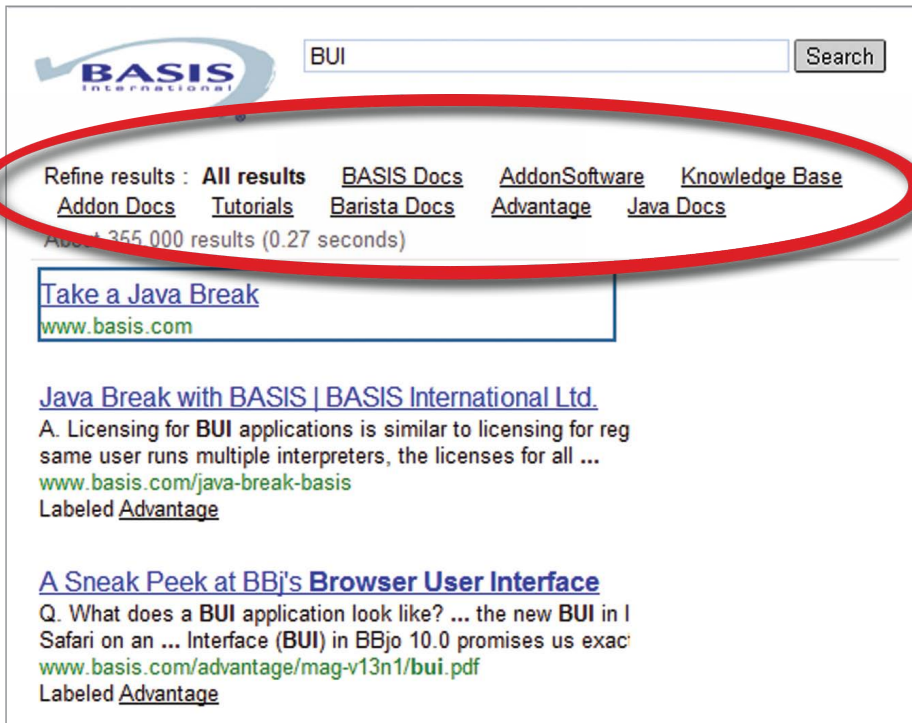 BASIS
International
BUI
Search
Refine results : All results BASIS Docs AddonSoftware Knowledge Base
Addon Docs Tutorials Barista Docs Advantage Java Docs
About 355,000 results (0.27 seconds)
Take a Java Break
www.basis.com
Java Break with BASIS | BASIS International Ltd.
A. Licensing for BUI applications is similar to licensing for reg
same user runs multiple interpreters, the licenses for all ...
www.basis.com/java-break-basis
Labeled Advantage
A Sneak Peek at BBj's Browser User Interface
Q. What does a BUI application look like? ... the new BUI in I
Safari on an ... Interface (BUI) in BBjo 10.0 promises us exact
www.basis.com/advantage/mag-v13n1/bui.pdf
Labeled Advantage